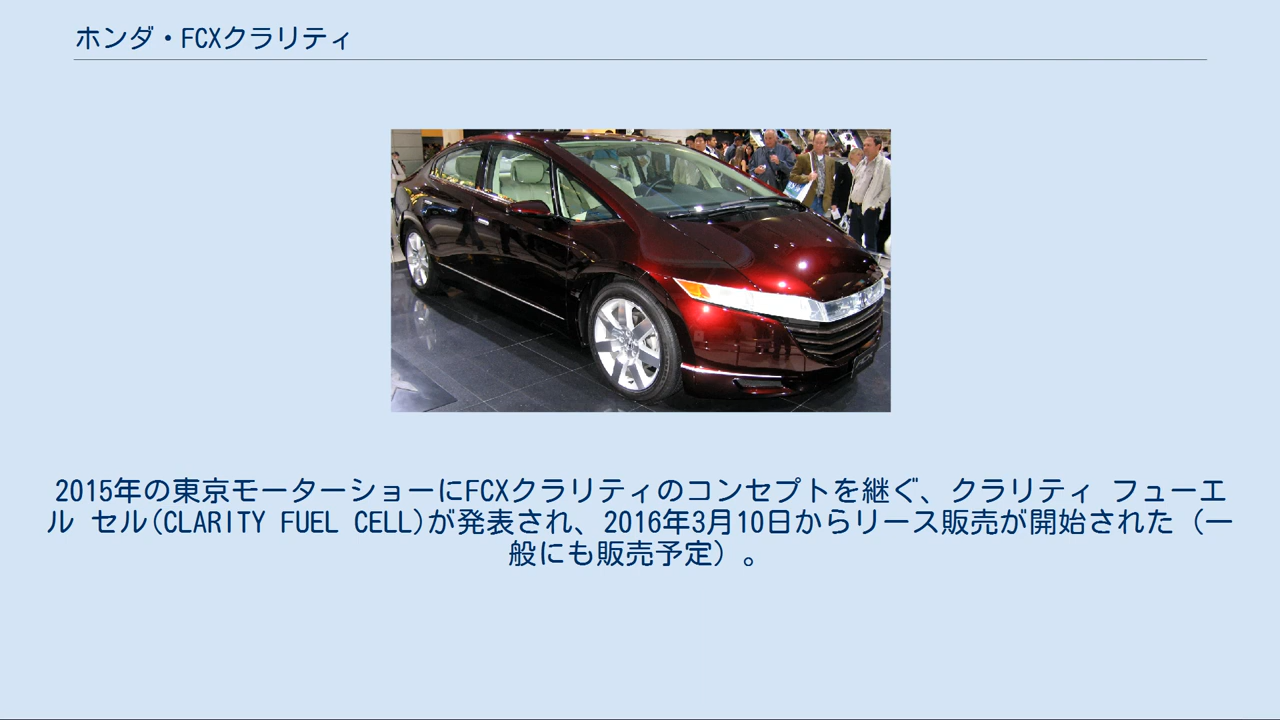 ホンダ・FCXクラリティ
2015年の東京モーターショーにFCXクラリティのコンセプトを継ぐ、クラリティ フューエ
ル セル(CLARITY FUEL CELL)が発表され、2016年3月10日からリース販売が開始された（一
般にも販売予定）。